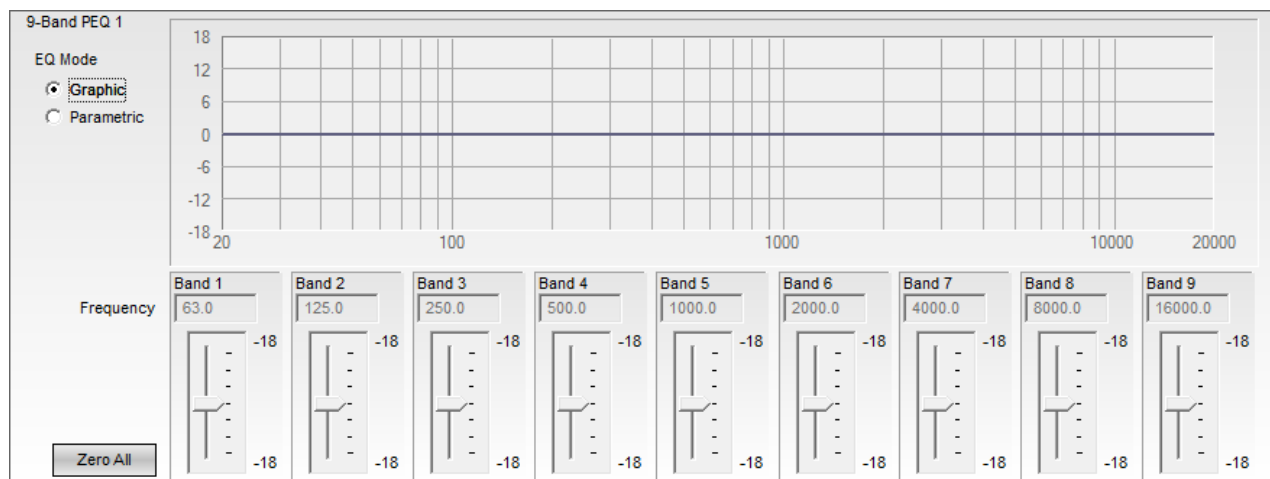 9-Band PEQ 1
EQ Mode
Graphic
Parametric
18
12
6
0
-6
-12
-18
20 100 1000 10000 20000
Band 1 Band 2 Band 3 Band 4 Band 5 Band 6 Band 7 Band 8 Band 9
Frequency 63.0 125.0 250.0 500.0 1000.0 2000.0 4000.0 8000.0 16000.0
-18 -18 -18 -18 -18 -18 -18 -18 -18
Zero All -18 -18 -18 -18 -18 -18 -18 -18 -18